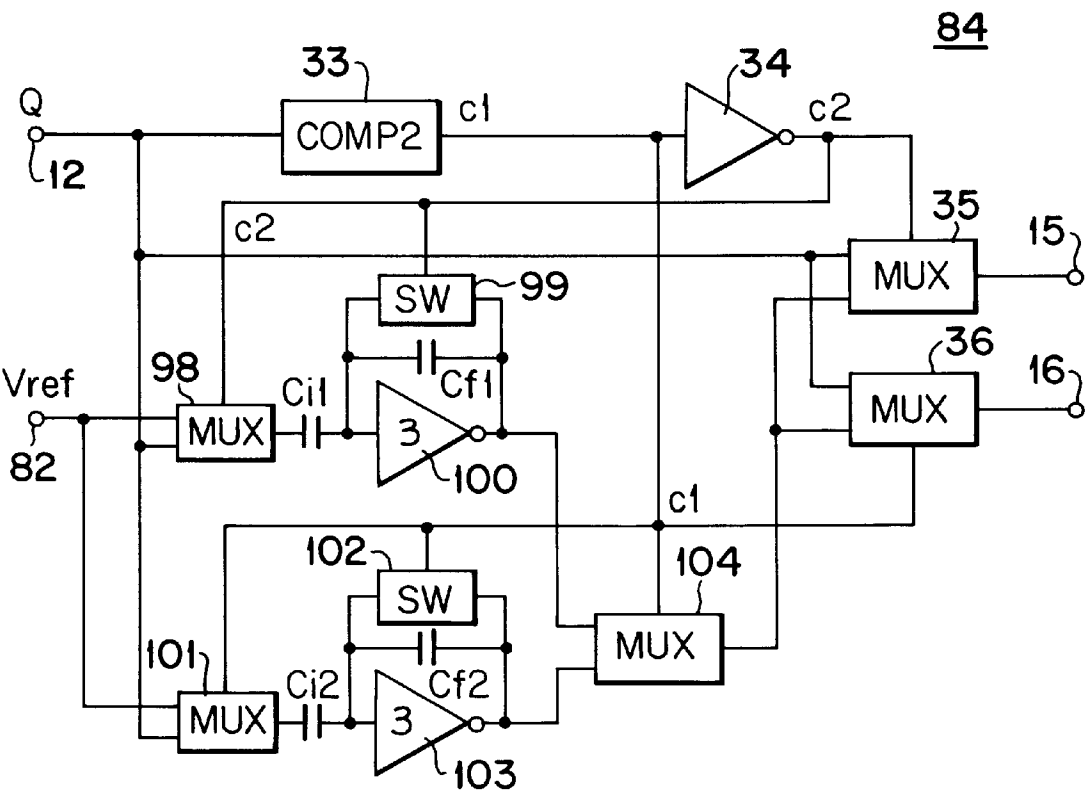 84
33
34
Q
c1
c2
COMP2
12
35
15
c2
MUX
SW
99
36
Vref
98
Ci1
Cf1
16
MUX
MUX
3
82
100
c1
102
104
SW
101
MUX
Ci2
Cf2
MUX
3
103